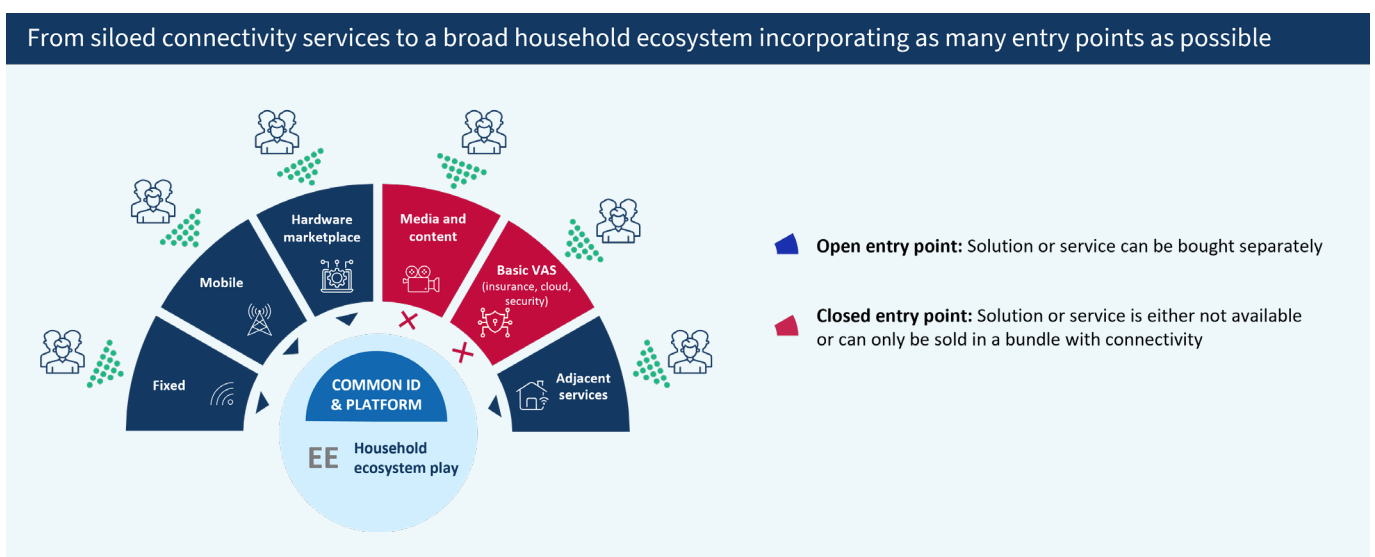 From siloed connectivity services to a broad household ecosystem incorporating as many entry points as possible
Hardware
marketplace
Media and
content
Mobile
Basic VAS
(insurance, cloud,
security)
Fixed
Adjacent
services
COMMON ID
& PLATFORM
EE
Household
ecosystem play
Open entry point: Solution or service can be bought separately
Closed entry point: Solution or service is either not available
or can only be sold in a bundle with connectivity